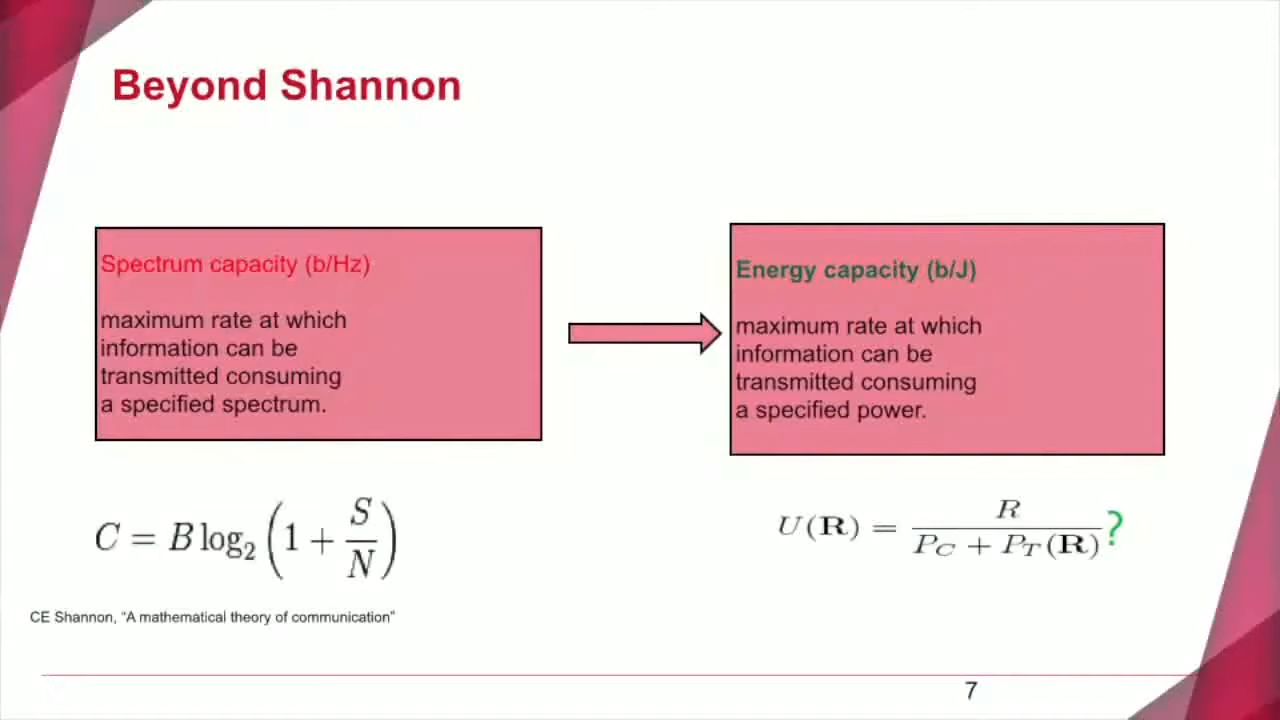 Beyond Shannon
Spectrum capacity (b/Hz)
maximum rate at which
information can be
transmitted consuming
a specified spectrum.
Energy capacity (b/J)
maximum rate at which
information can be
transmitted consuming
a specified power.
C = B log₂ (1 + S/N)
U(R) = R / (P_C + P_T(R)) ?
CE Shannon, “A mathematical theory of communication”
7